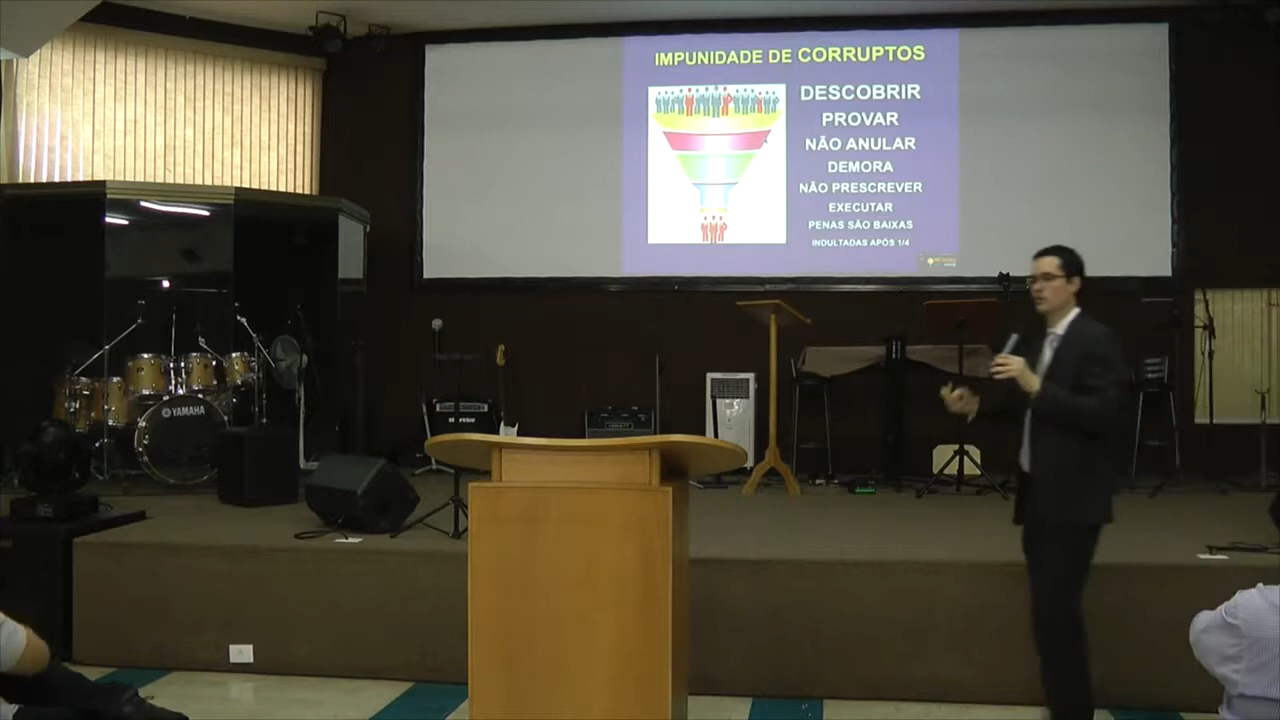 IMPUNIDADE DE CORRUPTOS
DESCOBRIR
PROVAR
NÃO ANULAR
DEMORA
NÃO PRESCREVER
EXECUTAR
PENAS SÃO BAIXAS
INDULTADAS APÓS 1/4
YAMAHA